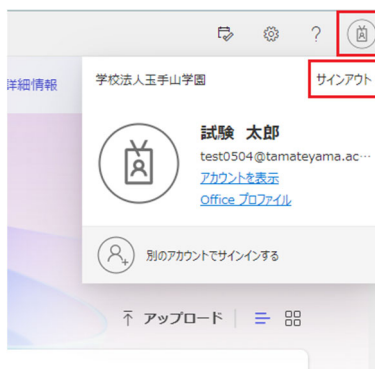 ?
詳細情報
学校法人玉手山学園 サインアウト
試験 太郎
test0504@tamateyama.ac…
アカウントを表示
Office プロファイル
別のアカウントでサインインする
アップロード